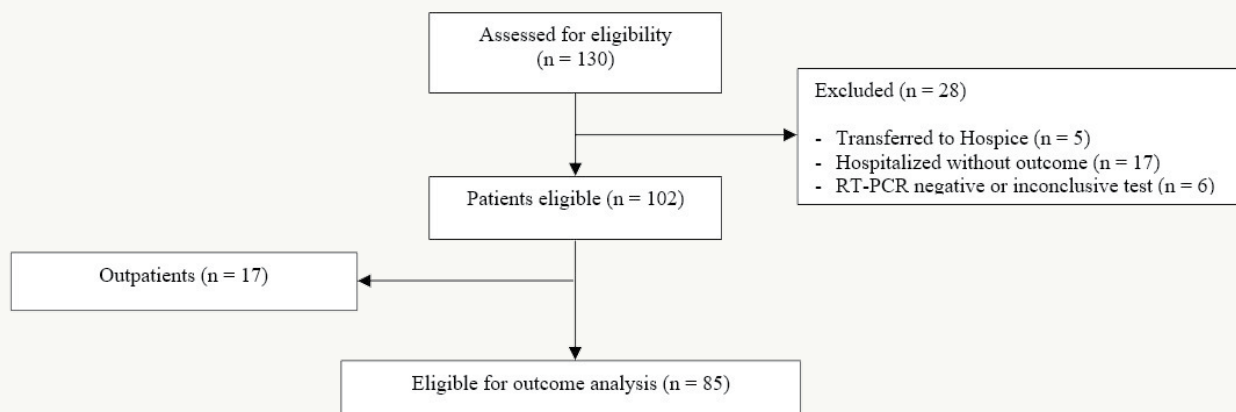 Assessed for eligibility
(n = 130)
Excluded (n = 28)
- Transferred to Hospice (n = 5)
- Hospitalized without outcome (n = 17)
- RT-PCR negative or inconclusive test (n = 6)
Patients eligible (n = 102)
Outpatients (n = 17)
Eligible for outcome analysis (n = 85)